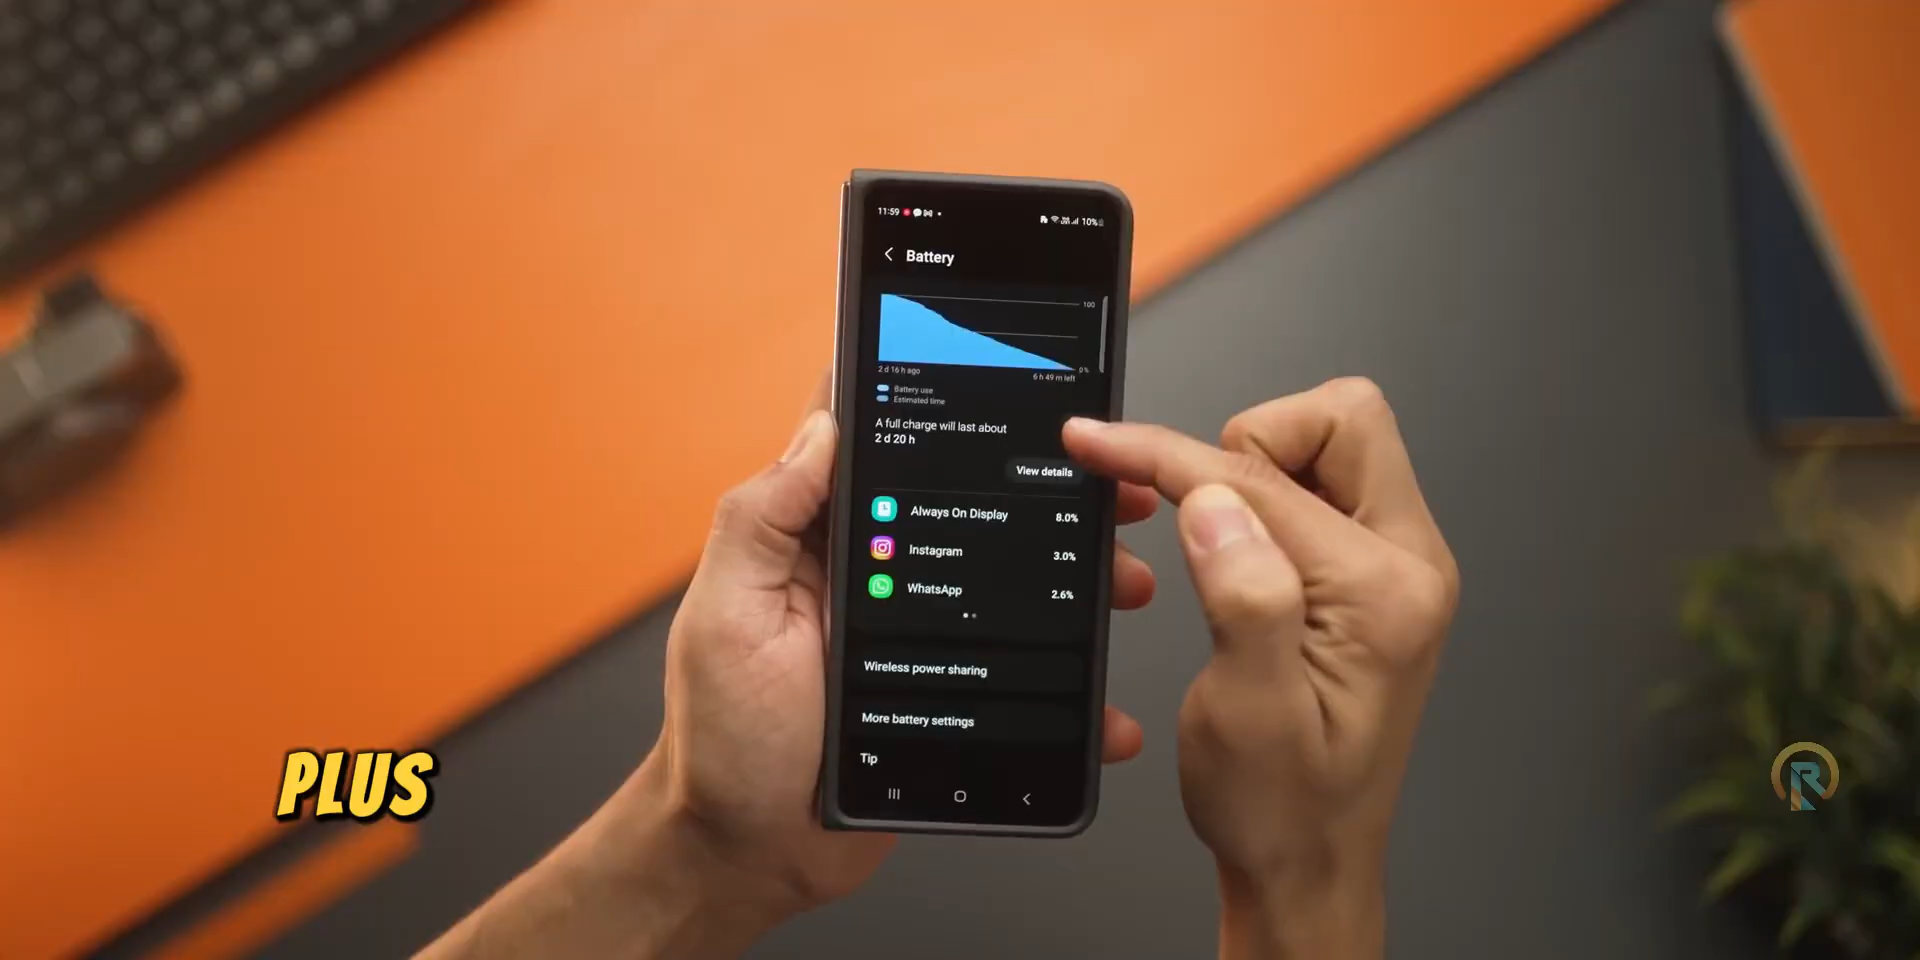 11:59
10%
Battery
100
0%
2 d 16 h ago
6 h 49 m left
Battery use
Estimated time
A full charge will last about
2 d 20 h
View details
Always On Display 8.0%
Instagram 3.0%
WhatsApp 2.6%
Wireless power sharing
More battery settings
Tip
PLUS
R